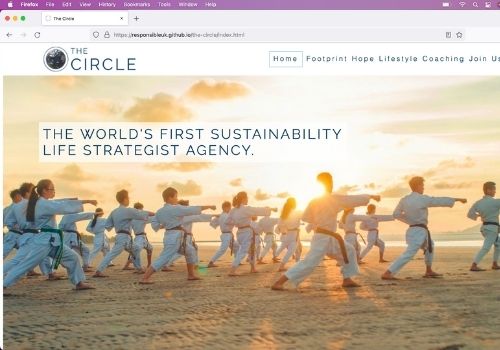 Firefox File Edit View History Bookmarks Tools Window Help
The Circle
https://responsibleuk.github.io/the-circle/index.html
THE CIRCLE
Home Footprint Hope Lifestyle Coaching Join Us
THE WORLD'S FIRST SUSTAINABILITY
LIFE STRATEGIST AGENCY.